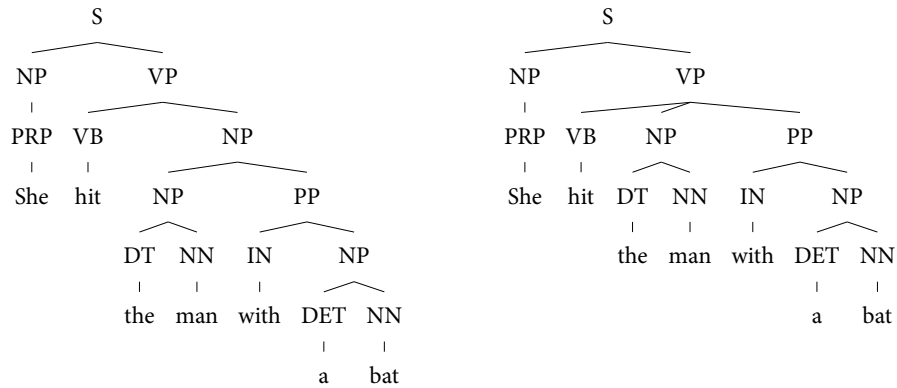 S S
NP VP NP VP
PRP VB NP PRP VB NP PP
She hit NP PP She hit DT NN IN NP
DT NN IN NP the man with DET NN
the man with DET NN a bat
a bat